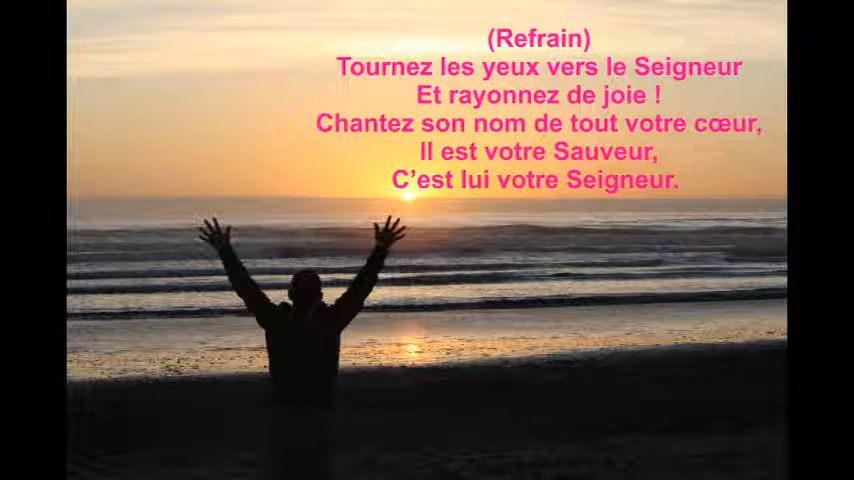 (Refrain)
Tournez les yeux vers le Seigneur
Et rayonnez de joie !
Chantez son nom de tout votre cœur,
Il est votre Sauveur,
C’est lui votre Seigneur.